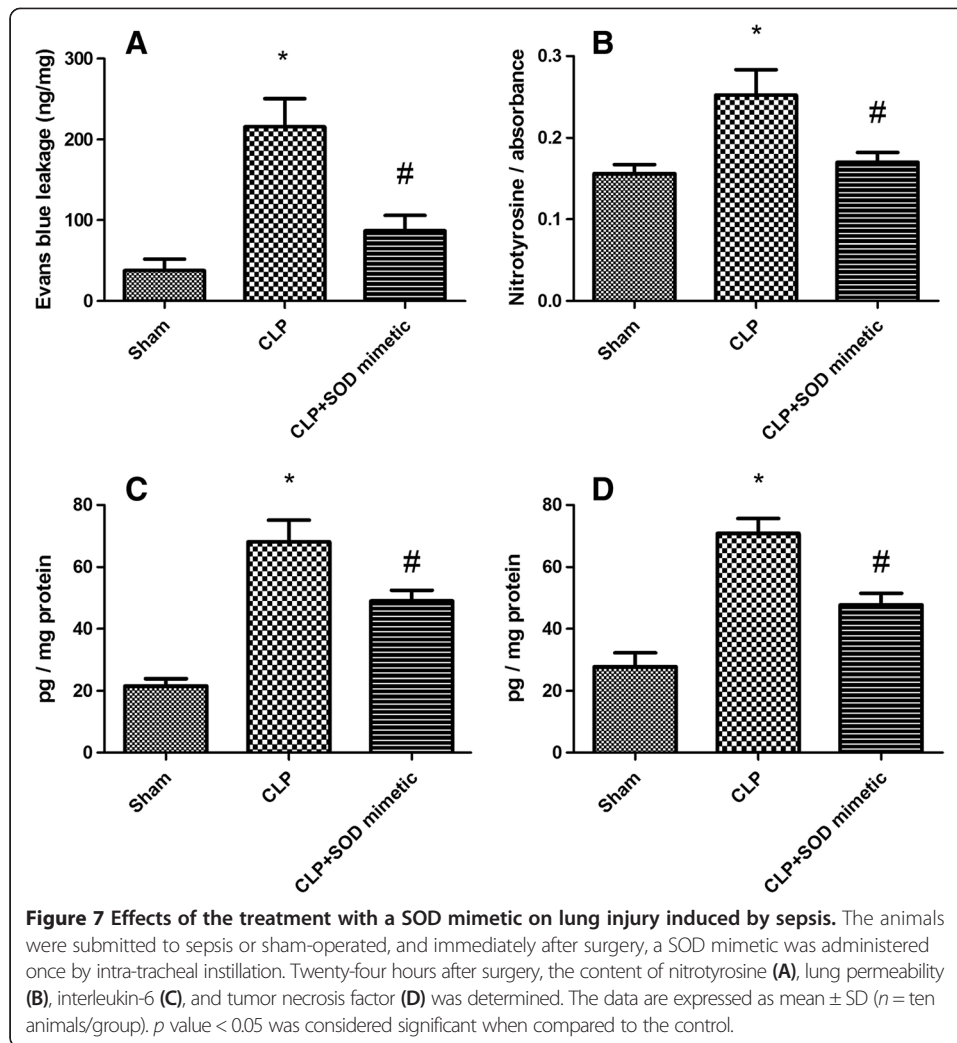 A
*
300
200
100
0
Evans blue leakage (ng/mg)
#
Sham
CLP
CLP+SOD mimetic
B
*
0.3
0.2
0.1
0.0
Nitrotyrosine / absorbance
#
Sham
CLP
CLP+SOD mimetic
C
*
80
60
40
20
0
pg / mg protein
#
Sham
CLP
CLP+SOD mimetic
D
*
80
60
40
20
0
pg / mg protein
#
Sham
CLP
CLP+SOD mimetic
Figure 7 Effects of the treatment with a SOD mimetic on lung injury induced by sepsis. The animals
were submitted to sepsis or sham-operated, and immediately after surgery, a SOD mimetic was administered
once by intra-tracheal instillation. Twenty-four hours after surgery, the content of nitrotyrosine (A), lung permeability
(B), interleukin-6 (C), and tumor necrosis factor (D) was determined. The data are expressed as mean ± SD (n = ten
animals/group). p value < 0.05 was considered significant when compared to the control.